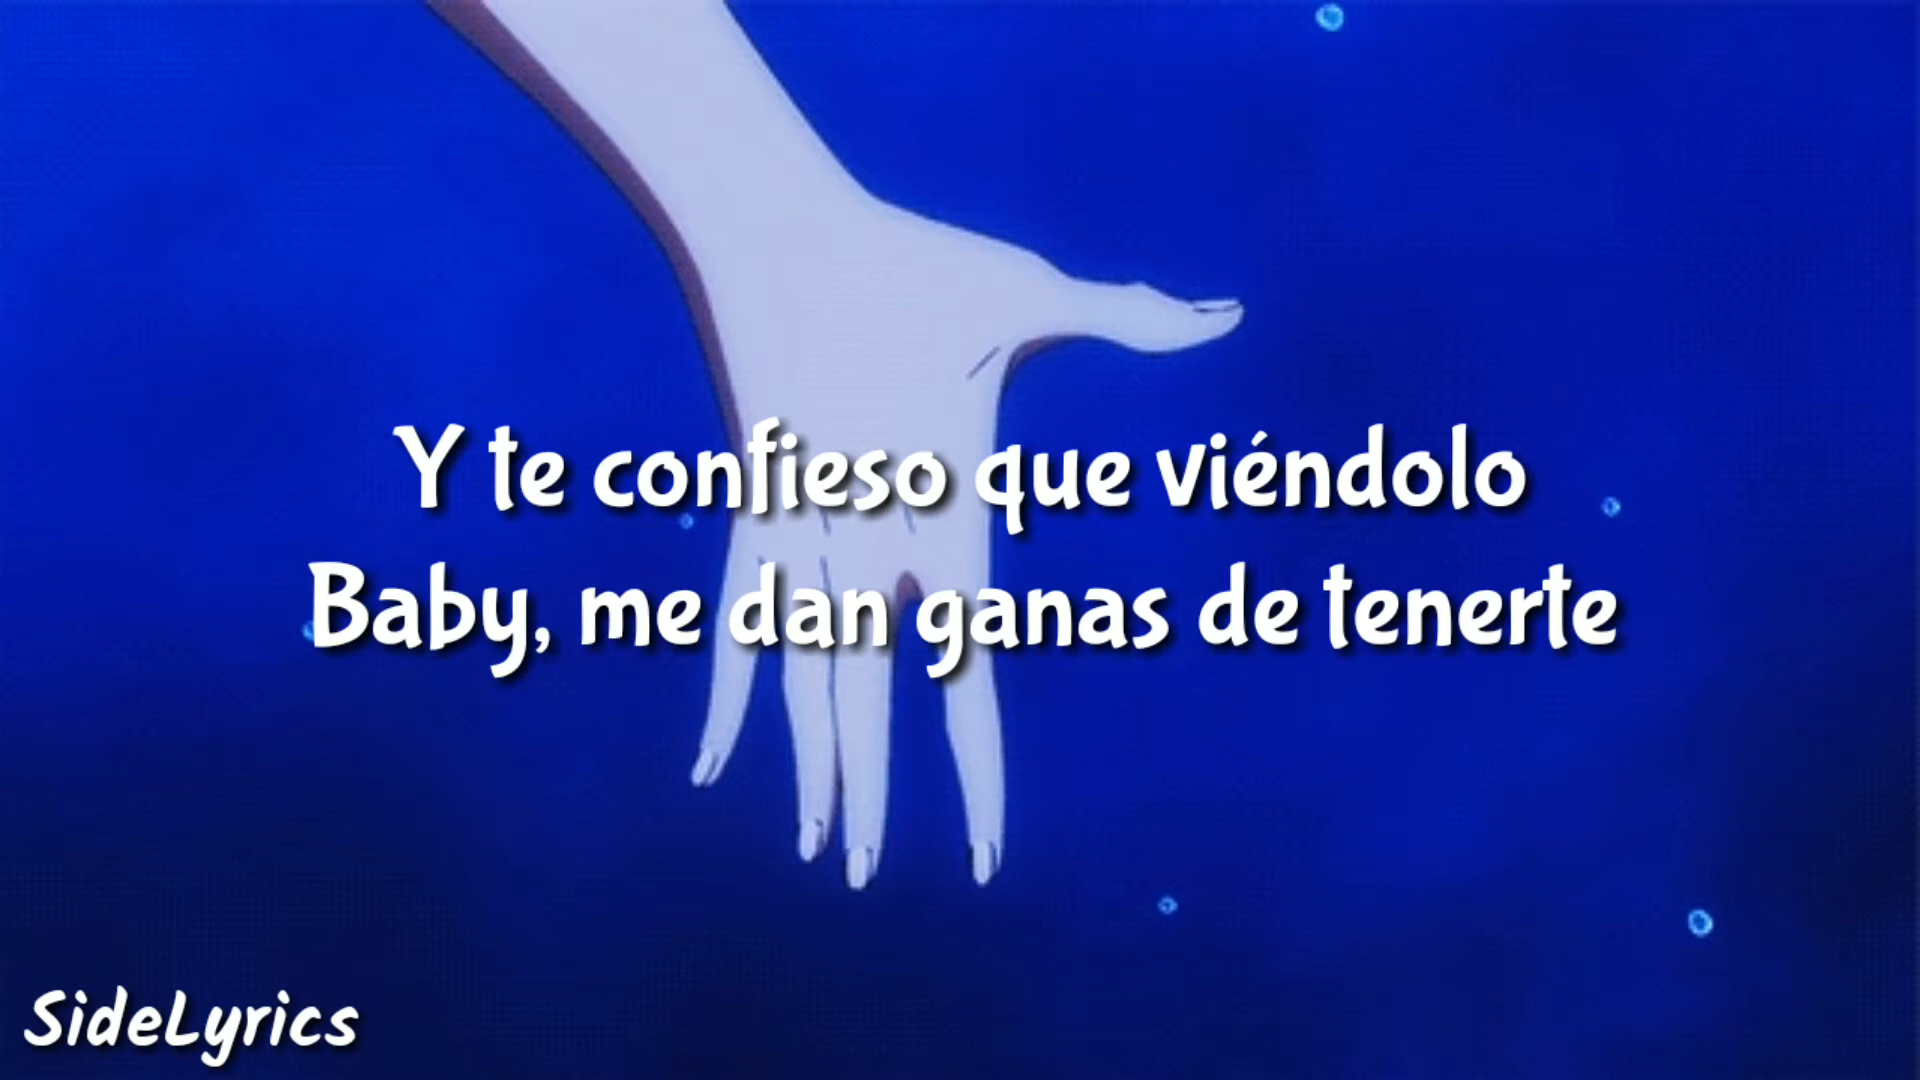 Y te confieso que viéndolo
Baby, me dan ganas de tenerte
SideLyrics